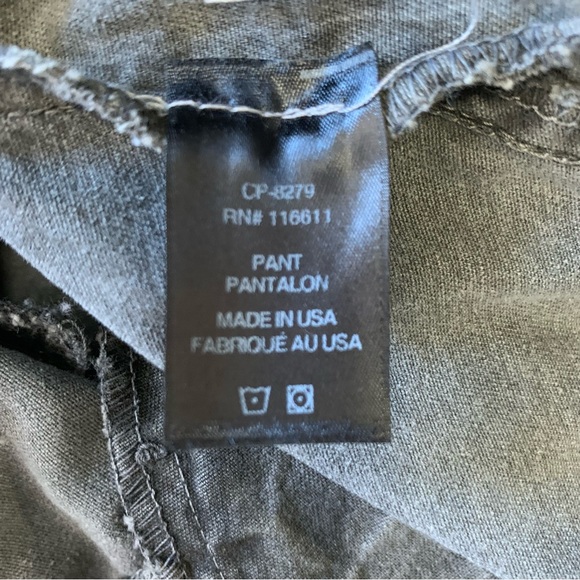 CP-8279
RN# 116611
PANT
PANTALON
MADE IN USA
FABRIQUÉ AU USA